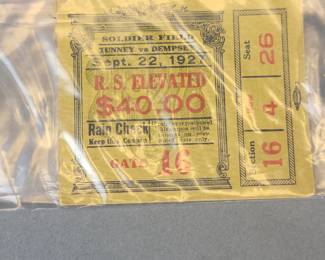 SOLDIER FIELD
TUNNEY vs DEMPSEY
Sept. 22, 1927
R. S. ELEVATED
$40.00
Rain Check
Keep this Coupon
GATE 16
Seat 26
4
Section 16